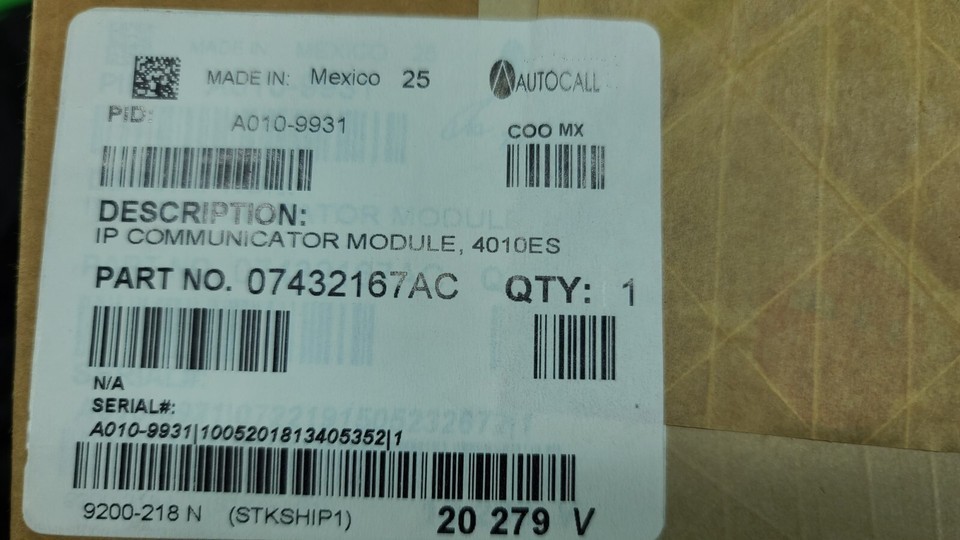 MADE IN: Mexico 25 AUTOCALL
PID: A010-9931
COO MX
DESCRIPTION:
IP COMMUNICATOR MODULE, 4010ES
PART NO. 07432167AC QTY: 1
N/A
SERIAL#:
A010-9931|1005201813405352|1
9200-218 N (STKSHIP1) 20 279 V